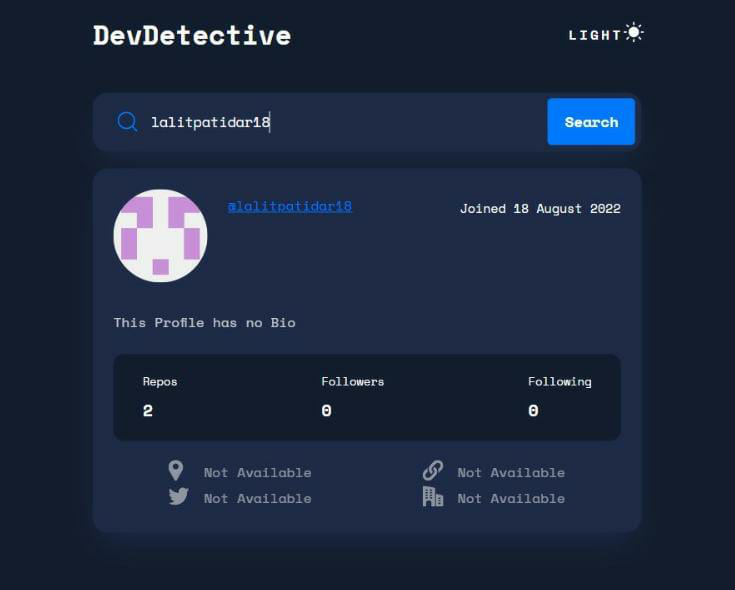 DevDetective
LIGHT
lalitpatidar18
Search
@lalitpatidar18
Joined 18 August 2022
This Profile has no Bio
Repos Followers Following
2 0 0
Not Available Not Available
Not Available Not Available